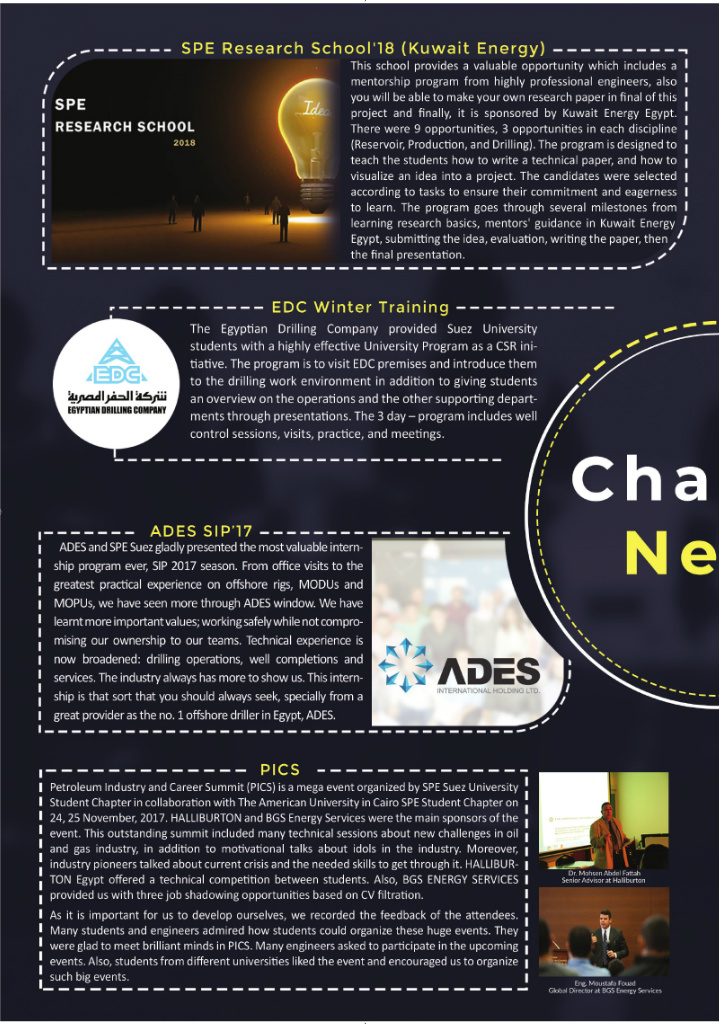 SPE Research School'18 (Kuwait Energy)
SPE
RESEARCH SCHOOL
2018
Idea
This school provides a valuable opportunity which includes a
mentorship program from highly professional engineers, also
you will be able to make your own research paper in final of this
project and finally, it is sponsored by Kuwait Energy Egypt.
There were 9 opportunities, 3 opportunities in each discipline
(Reservoir, Production, and Drilling). The program is designed to
teach the students how to write a technical paper, and how to
visualize an idea into a project. The candidates were selected
according to tasks to ensure their commitment and eagerness
to learn. The program goes through several milestones from
learning research basics, mentors' guidance in Kuwait Energy
Egypt, submitting the idea, evaluation, writing the paper, then
the final presentation.
EDC Winter Training
EDC
شركة الحفر المصرية
EGYPTIAN DRILLING COMPANY
The Egyptian Drilling Company provided Suez University
students with a highly effective University Program as a CSR ini-
tiative. The program is to visit EDC premises and introduce them
to the drilling work environment in addition to giving students
an overview on the operations and the other supporting depart-
ments through presentations. The 3 day – program includes well
control sessions, visits, practice, and meetings.
Cha
Ne
ADES SIP'17
ADES and SPE Suez gladly presented the most valuable intern-
ship program ever, SIP 2017 season. From office visits to the
greatest practical experience on offshore rigs, MODUs and
MOPUs, we have seen more through ADES window. We have
learnt more important values; working safely while not compro-
mising our ownership to our teams. Technical experience is
now broadened: drilling operations, well completions and
services. The industry always has more to show us. This intern-
ship is that sort that you should always seek, specially from a
great provider as the no. 1 offshore driller in Egypt, ADES.
ADES
INTERNATIONAL HOLDING LTD.
PICS
Petroleum Industry and Career Summit (PICS) is a mega event organized by SPE Suez University
Student Chapter in collaboration with The American University in Cairo SPE Student Chapter on
24, 25 November, 2017. HALLIBURTON and BGS Energy Services were the main sponsors of the
event. This outstanding summit included many technical sessions about new challenges in oil
and gas industry, in addition to motivational talks about idols in the industry. Moreover,
industry pioneers talked about current crisis and the needed skills to get through it. HALLIBUR-
TON Egypt offered a technical competition between students. Also, BGS ENERGY SERVICES
provided us with three job shadowing opportunities based on CV filtration.
As it is important for us to develop ourselves, we recorded the feedback of the attendees.
Many students and engineers admired how students could organize these huge events. They
were glad to meet brilliant minds in PICS. Many engineers asked to participate in the upcoming
events. Also, students from different universities liked the event and encouraged us to organize
such big events.
Dr. Mohsen Abdel Fattah
Senior Advisor at Halliburton
Eng. Moustafa Fouad
Global Director at BGS Energy Services